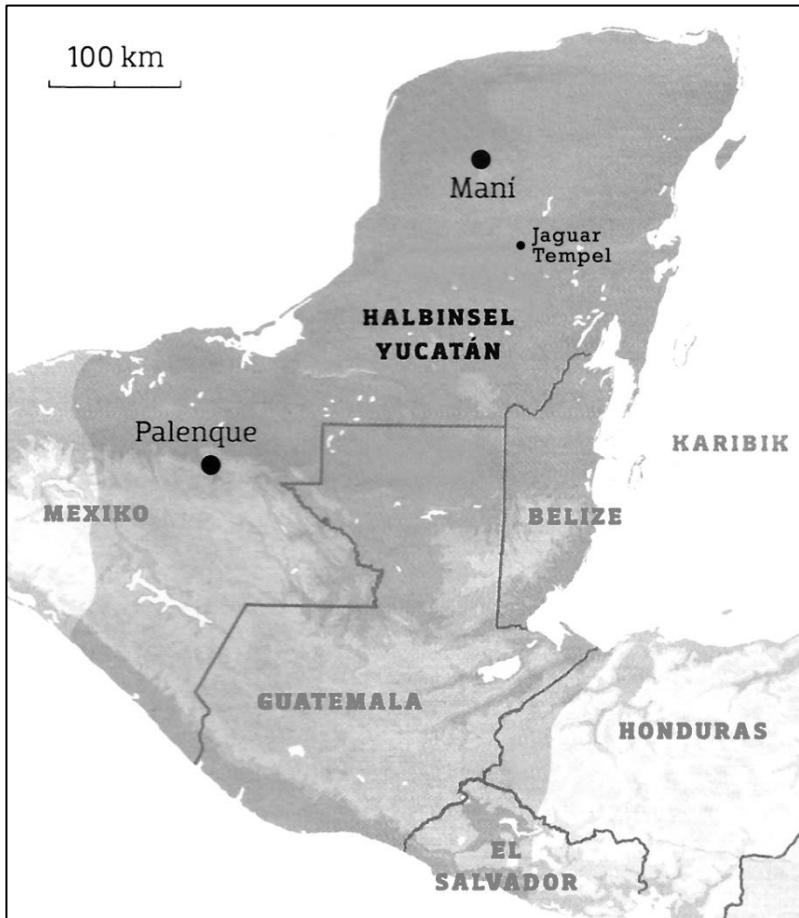 100 km
Maní
Jaguar
Tempel
HALBINSEL
YUCATÁN
Palenque
KARIBIK
MEXIKO
BELIZE
GUATEMALA
HONDURAS
EL
SALVADOR